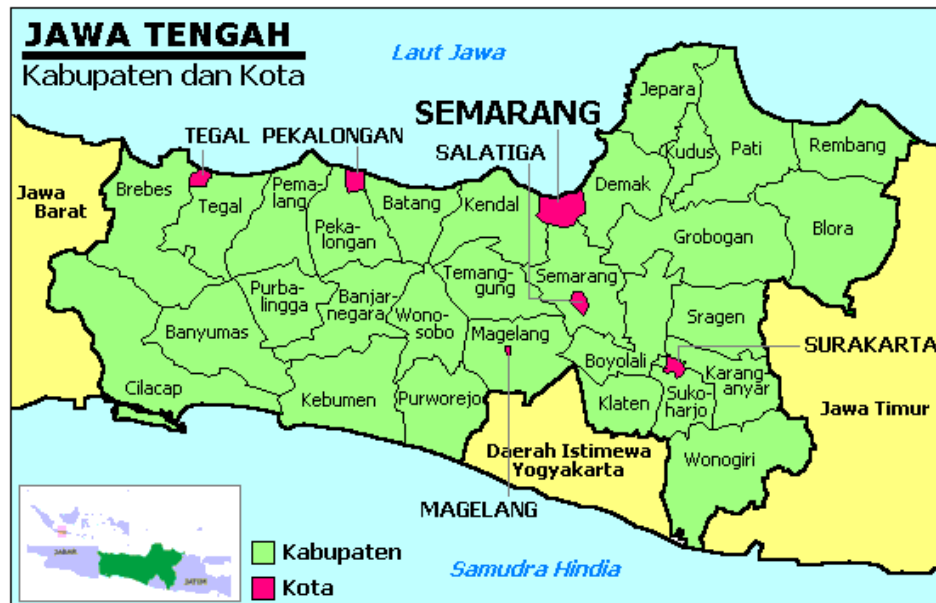 JAWA TENGAH
Kabupaten dan Kota
Laut Jawa
Jepara
SEMARANG
TEGAL
PEKALONGAN
SALATIGA
Kudus
Pati
Rembang
Brebes
Tegal
Pema-
lang
Batang
Kendal
Demak
Jawa
Barat
Peka-
longan
Grobogan
Blora
Temang-
gung
Semarang
Purba-
lingga
Banjar-
negara
Wono-
sobo
Sragen
Banyumas
Magelang
Boyolali
SURAKARTA
Karang-
anyar
Cilacap
Kebumen
Purworejo
Klaten
Suko-
harjo
Jawa Timur
Daerah Istimewa
Yogyakarta
Wonogiri
MAGELANG
JABAR
JATIM
Kabupaten
Kota
Samudra Hindia